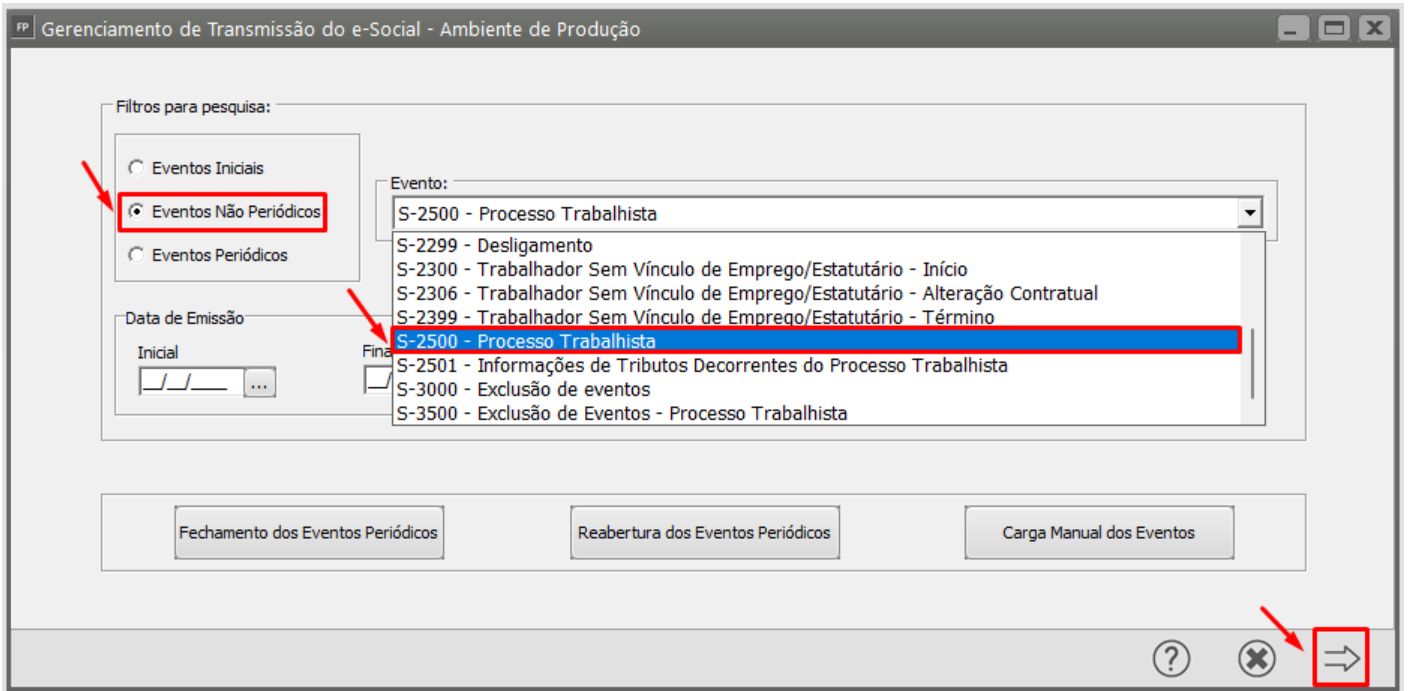 FP Gerenciamento de Transmissão do e-Social - Ambiente de Produção
Filtros para pesquisa:
Eventos Iniciais
Eventos Não Periódicos
Eventos Periódicos
Evento:
S-2500 - Processo Trabalhista
S-2299 - Desligamento
S-2300 - Trabalhador Sem Vínculo de Emprego/Estatutário - Início
S-2306 - Trabalhador Sem Vínculo de Emprego/Estatutário - Alteração Contratual
S-2399 - Trabalhador Sem Vínculo de Emprego/Estatutário - Término
S-2500 - Processo Trabalhista
S-2501 - Informações de Tributos Decorrentes do Processo Trabalhista
S-3000 - Exclusão de eventos
S-3500 - Exclusão de Eventos - Processo Trabalhista
Data de Emissão
Inicial
Fina
__/__/____ ...
Fechamento dos Eventos Periódicos
Reabertura dos Eventos Periódicos
Carga Manual dos Eventos
?